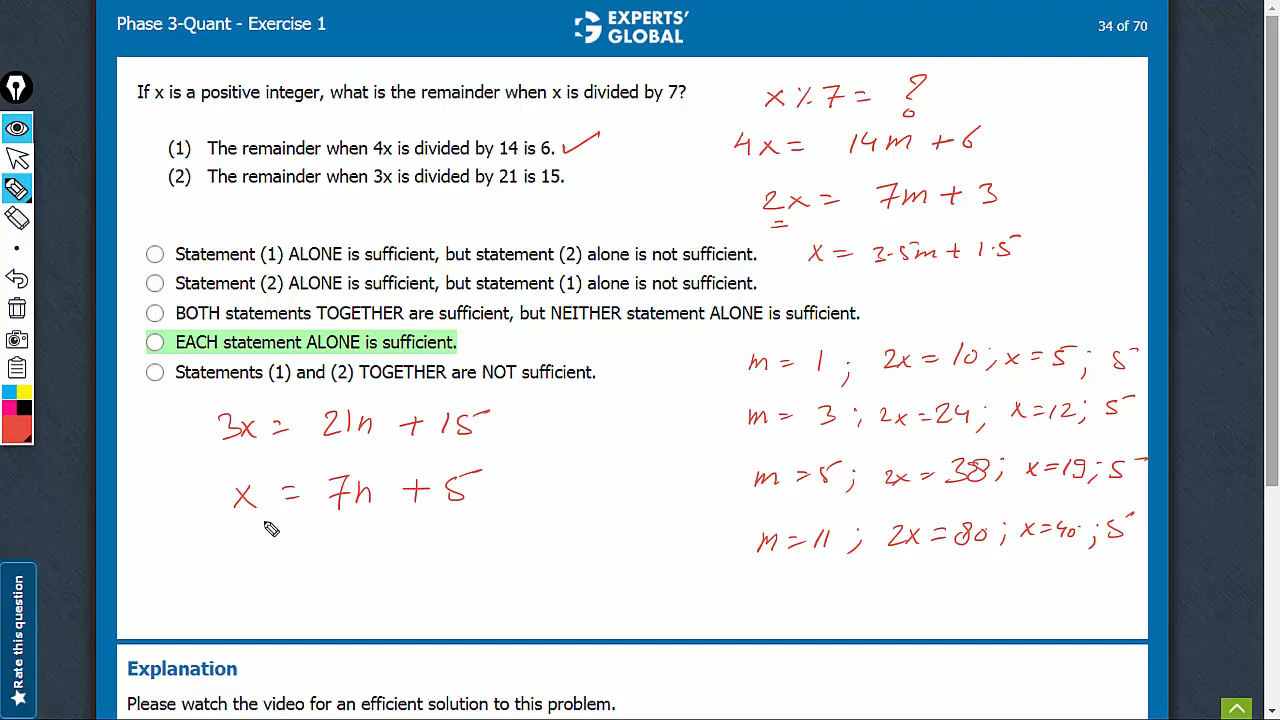 Phase 3-Quant - Exercise 1
EXPERTS' GLOBAL
34 of 70
If x is a positive integer, what is the remainder when x is divided by 7?
(1) The remainder when 4x is divided by 14 is 6.
(2) The remainder when 3x is divided by 21 is 15.
Statement (1) ALONE is sufficient, but statement (2) alone is not sufficient.
Statement (2) ALONE is sufficient, but statement (1) alone is not sufficient.
BOTH statements TOGETHER are sufficient, but NEITHER statement ALONE is sufficient.
EACH statement ALONE is sufficient.
Statements (1) and (2) TOGETHER are NOT sufficient.
3x = 21n + 15
x = 7n + 5
x % 7 = ?
4x = 14m + 6
2x = 7m + 3
x = 3.5m + 1.5
m = 1 ; 2x = 10 ; x = 5 ; 5
m = 3 ; 2x = 24 ; x = 12 ; 5
m = 5 ; 2x = 38 ; x = 19 ; 5
m = 11 ; 2x = 80 ; x = 40 ; 5
Rate this question
Explanation
Please watch the video for an efficient solution to this problem.